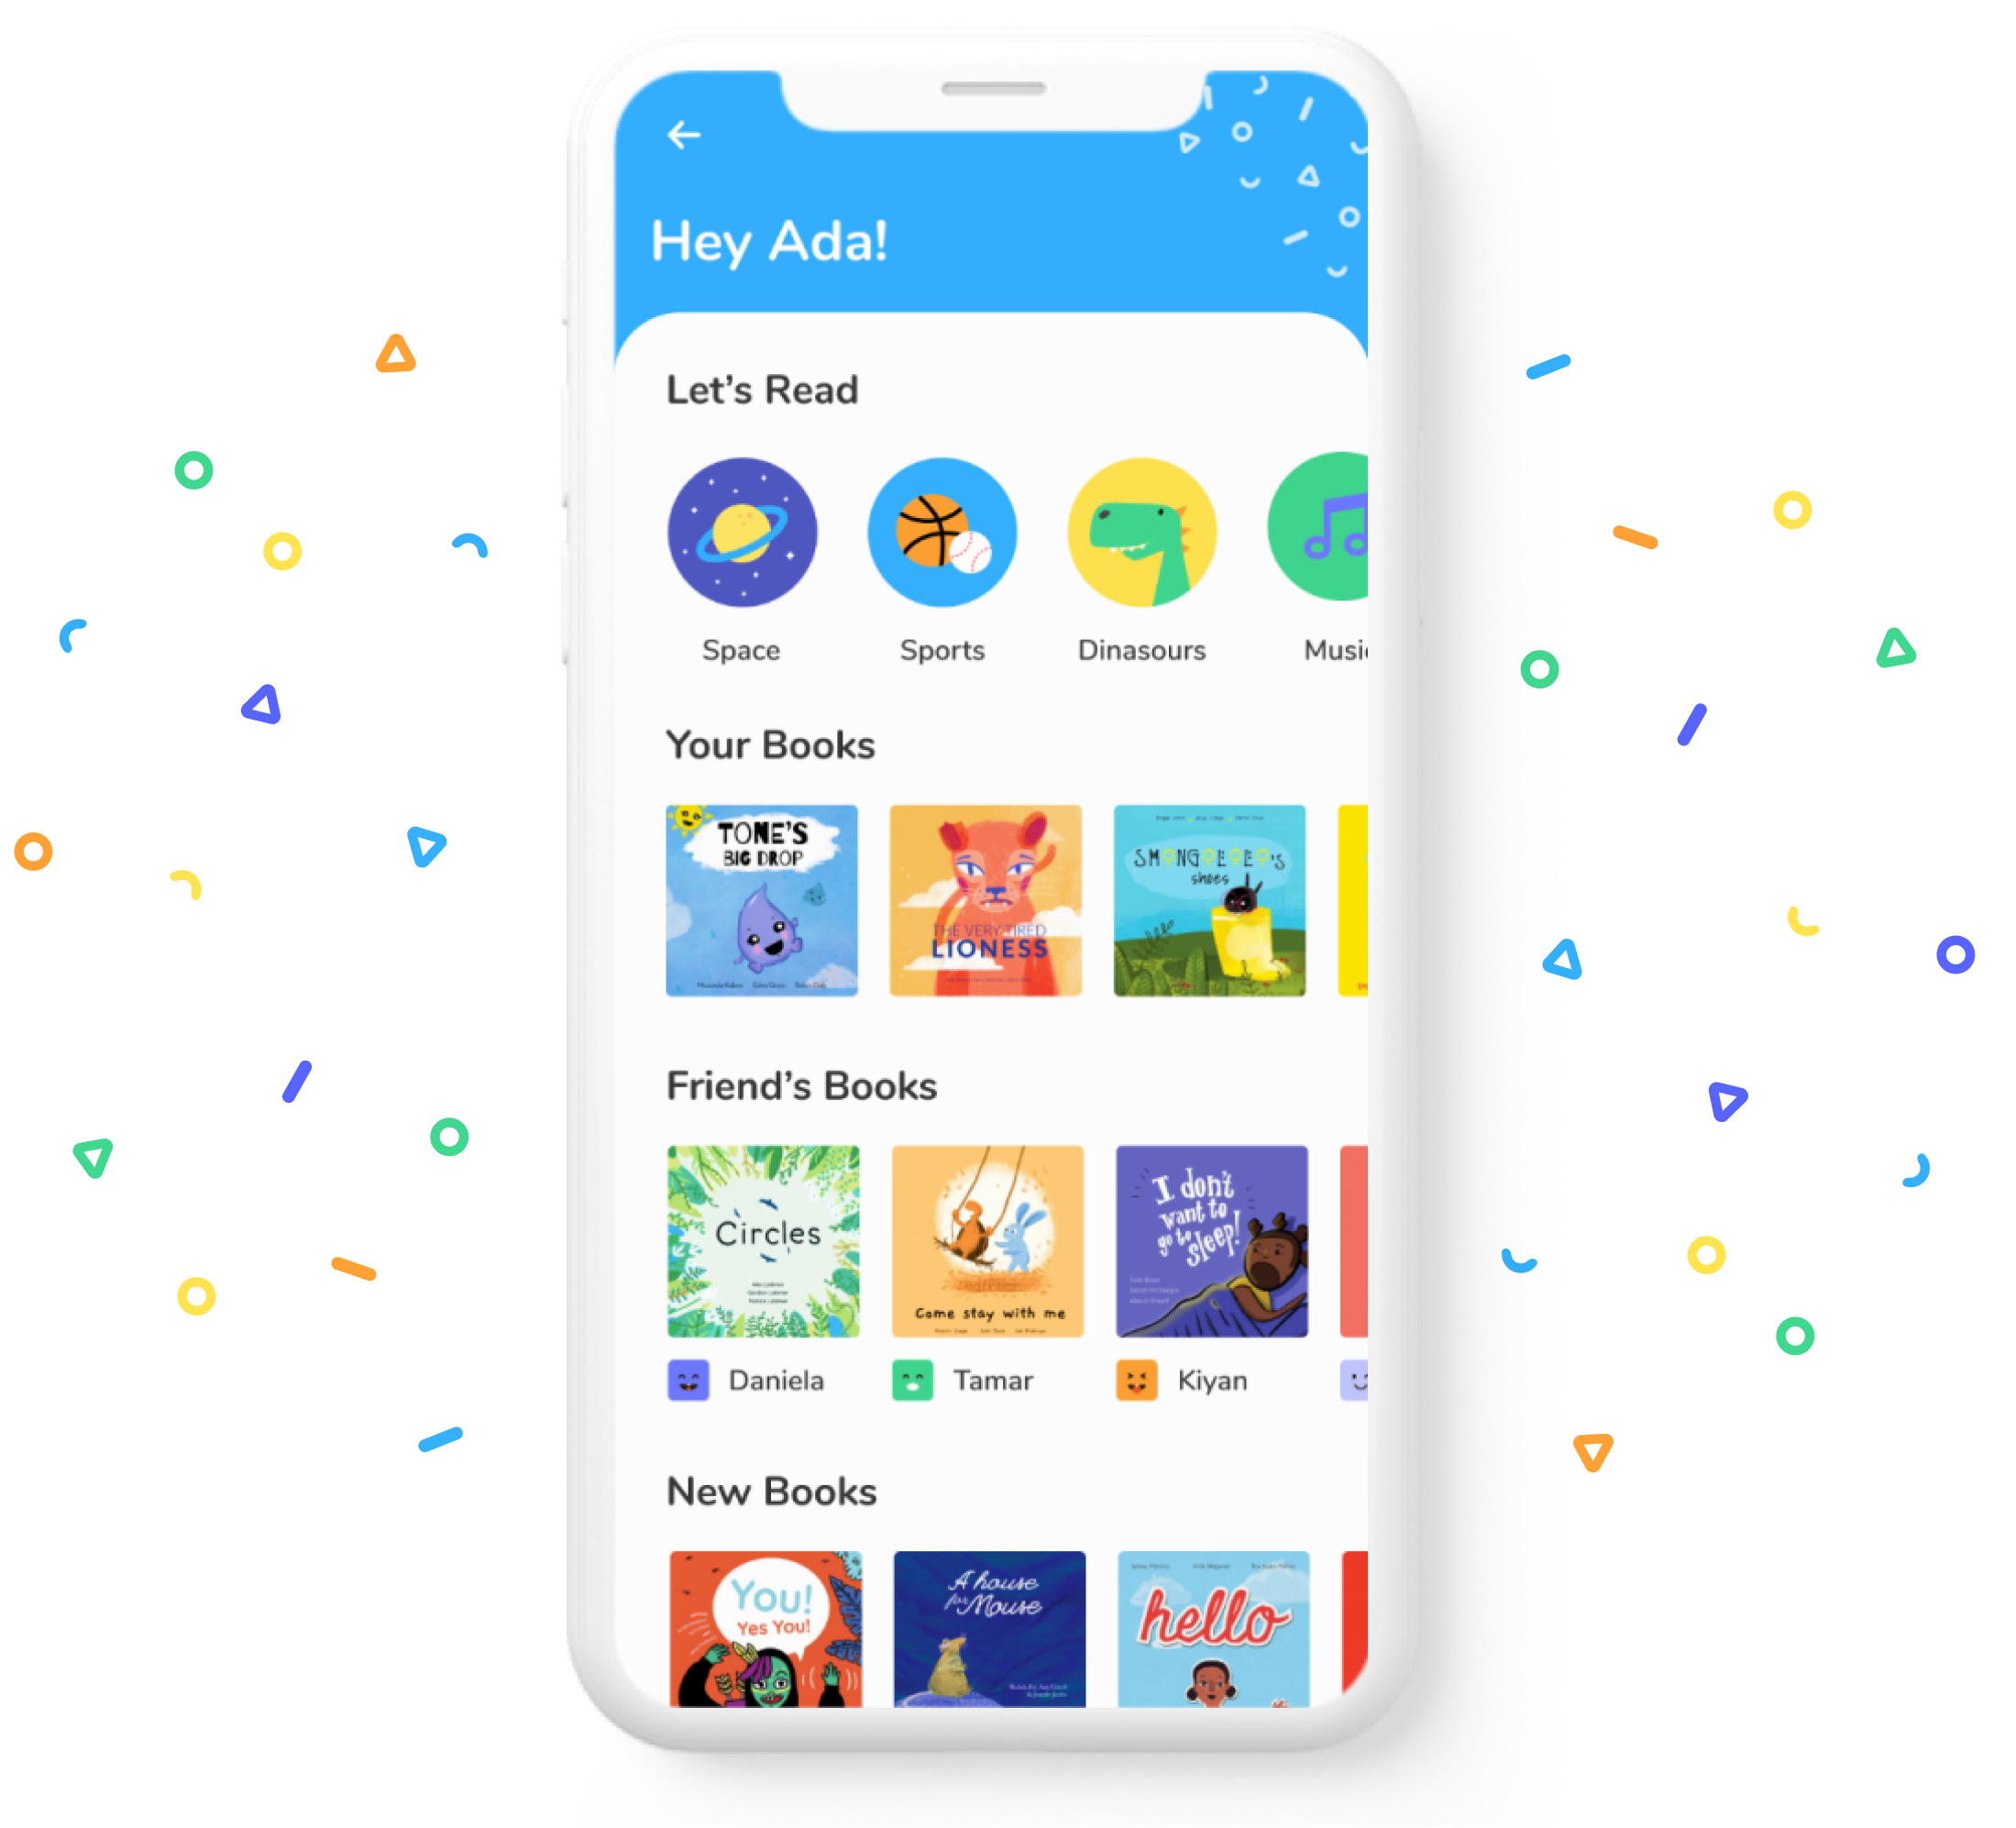 Hey Ada!
Let's Read
Space
Sports
Dinasours
Music
Your Books
TONE'S
BIG DROP
THE VERY TIRED
LIONESS
SHONGOLOLO'S
shoes
Friend's Books
Circles
Come stay with me
I don't
want to
go to
sleep!
Daniela
Tamar
Kiyan
New Books
You!
Yes You!
A house
for Mouse
hello